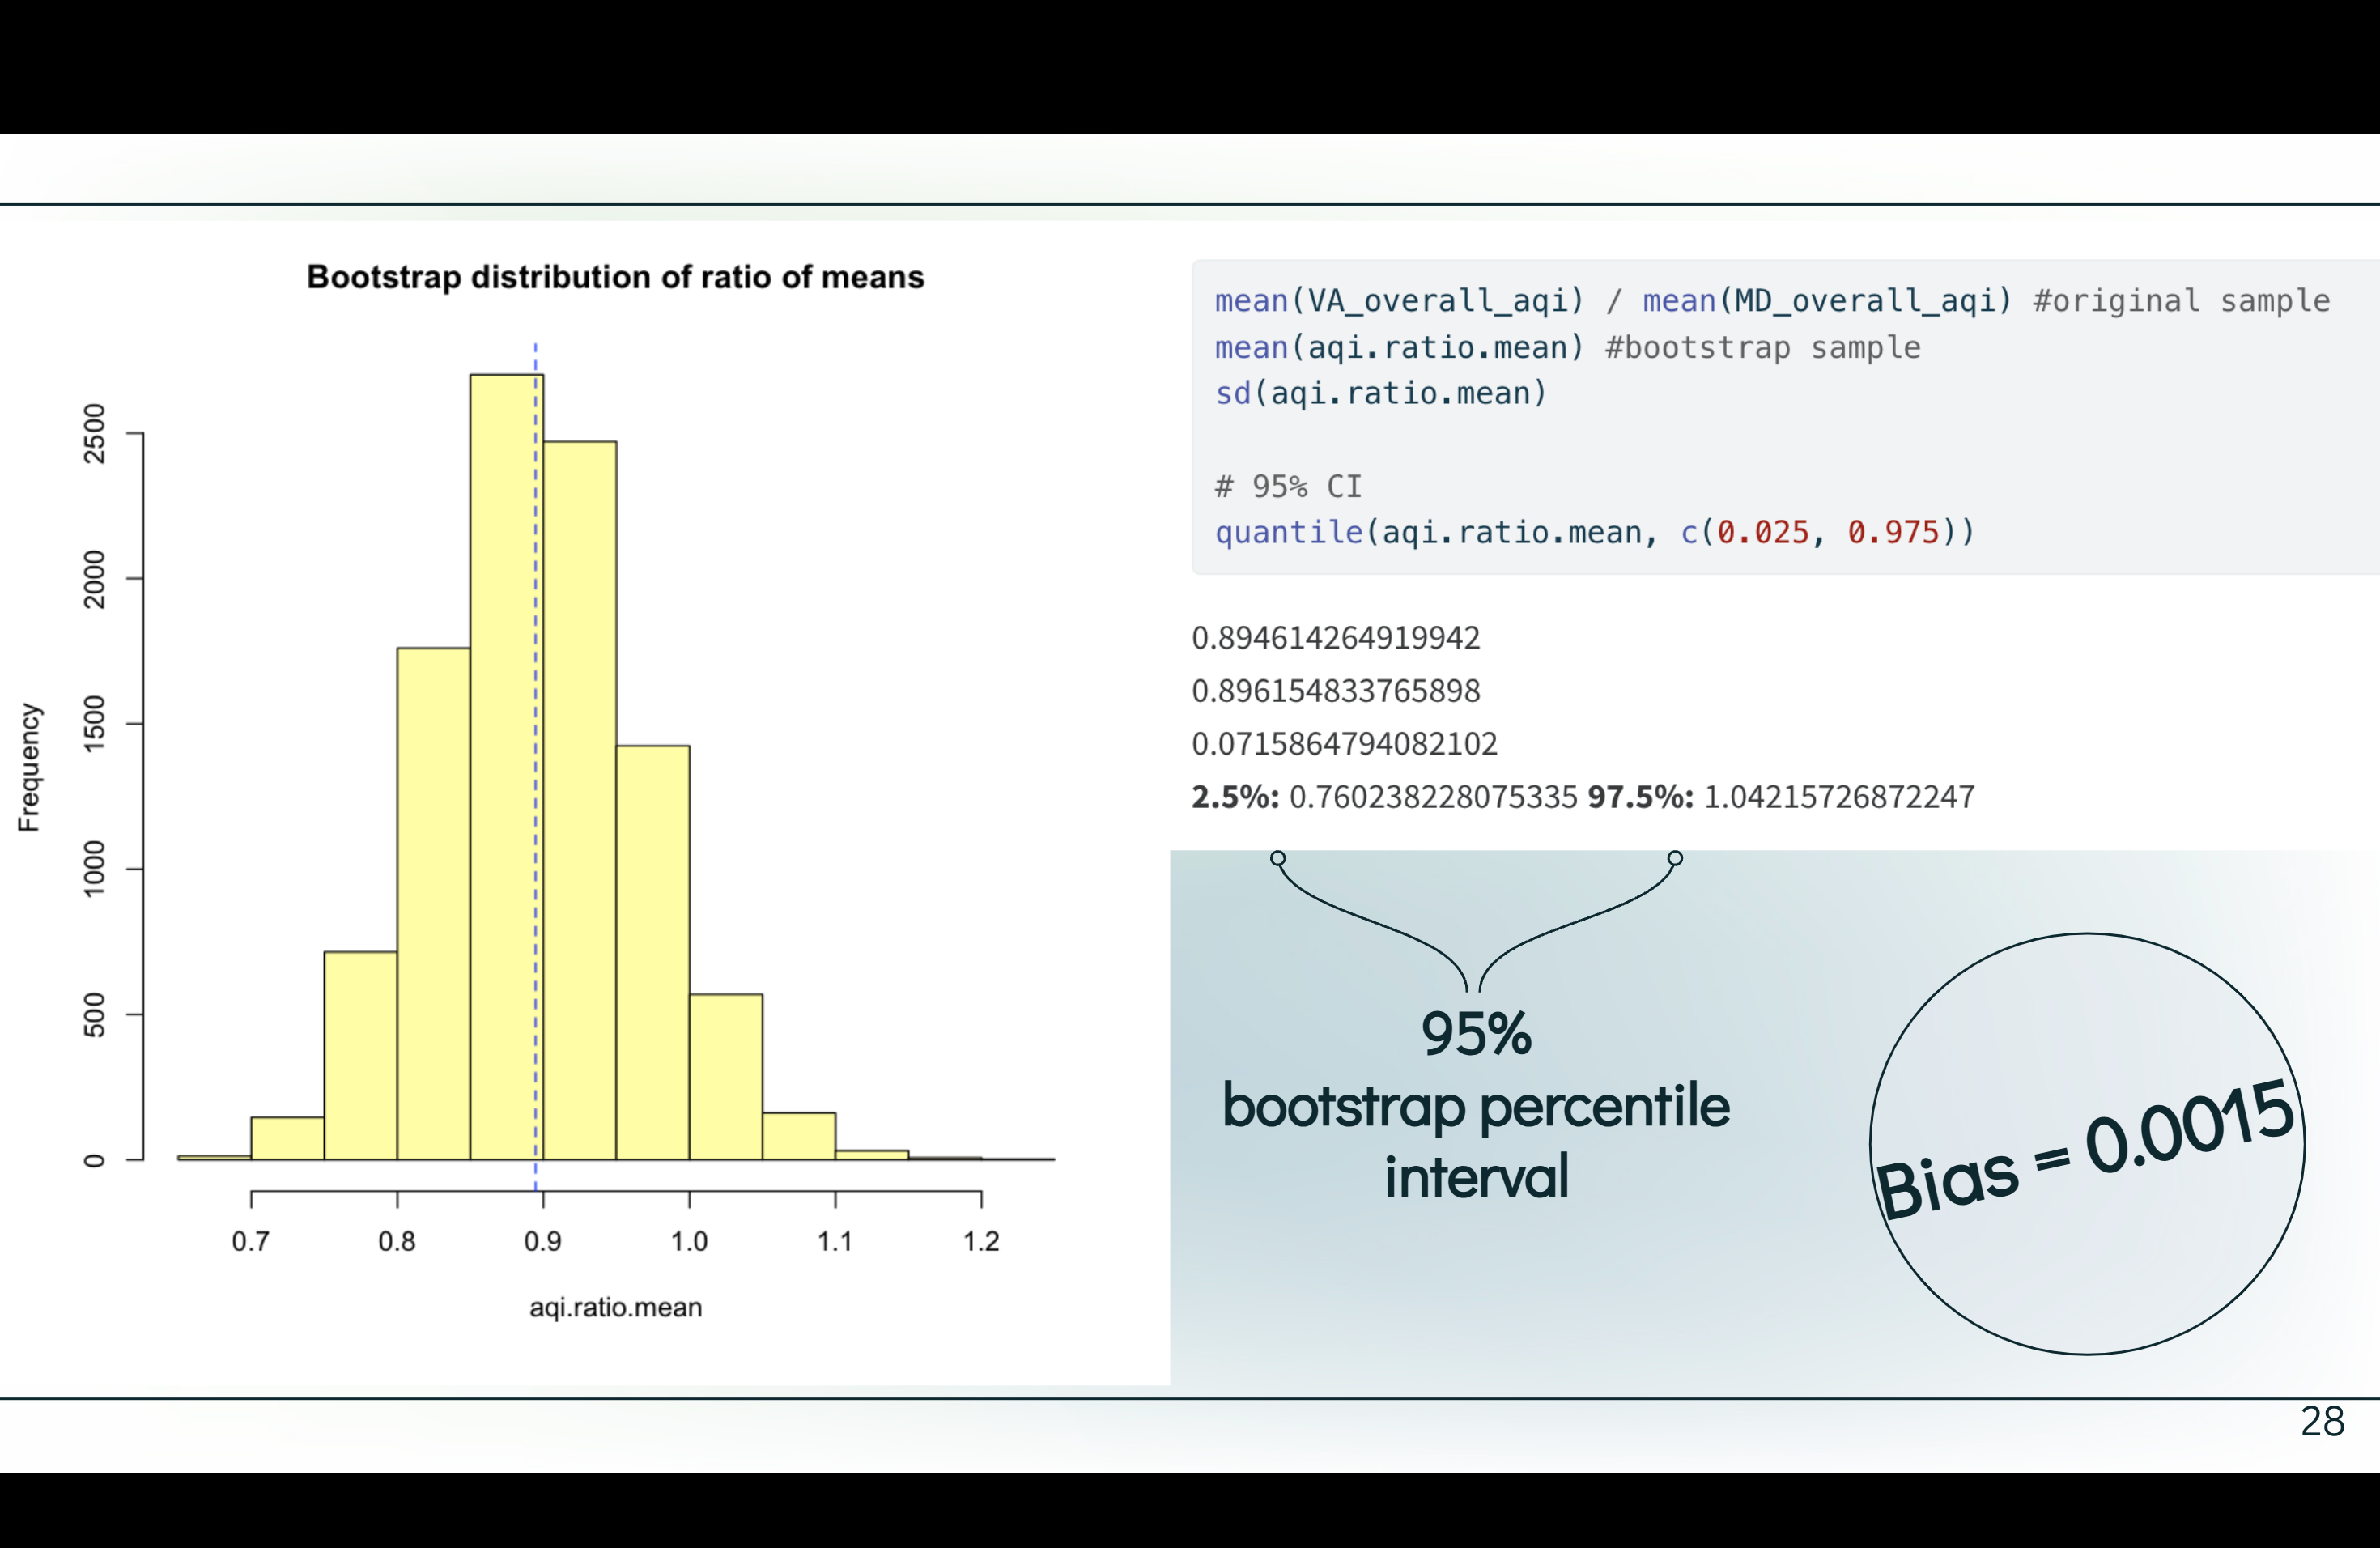 Bootstrap distribution of ratio of means
Frequency
2500
2000
1500
1000
500
0
0.7 0.8 0.9 1.0 1.1 1.2
aqi.ratio.mean
mean(VA_overall_aqi) / mean(MD_overall_aqi) #original sample
mean(aqi.ratio.mean) #bootstrap sample
sd(aqi.ratio.mean)
# 95% CI
quantile(aqi.ratio.mean, c(0.025, 0.975))
0.894614264919942
0.896154833765898
0.0715864794082102
2.5%: 0.760238228075335 97.5%: 1.04215726872247
95%
bootstrap percentile
interval
Bias = 0.0015
28